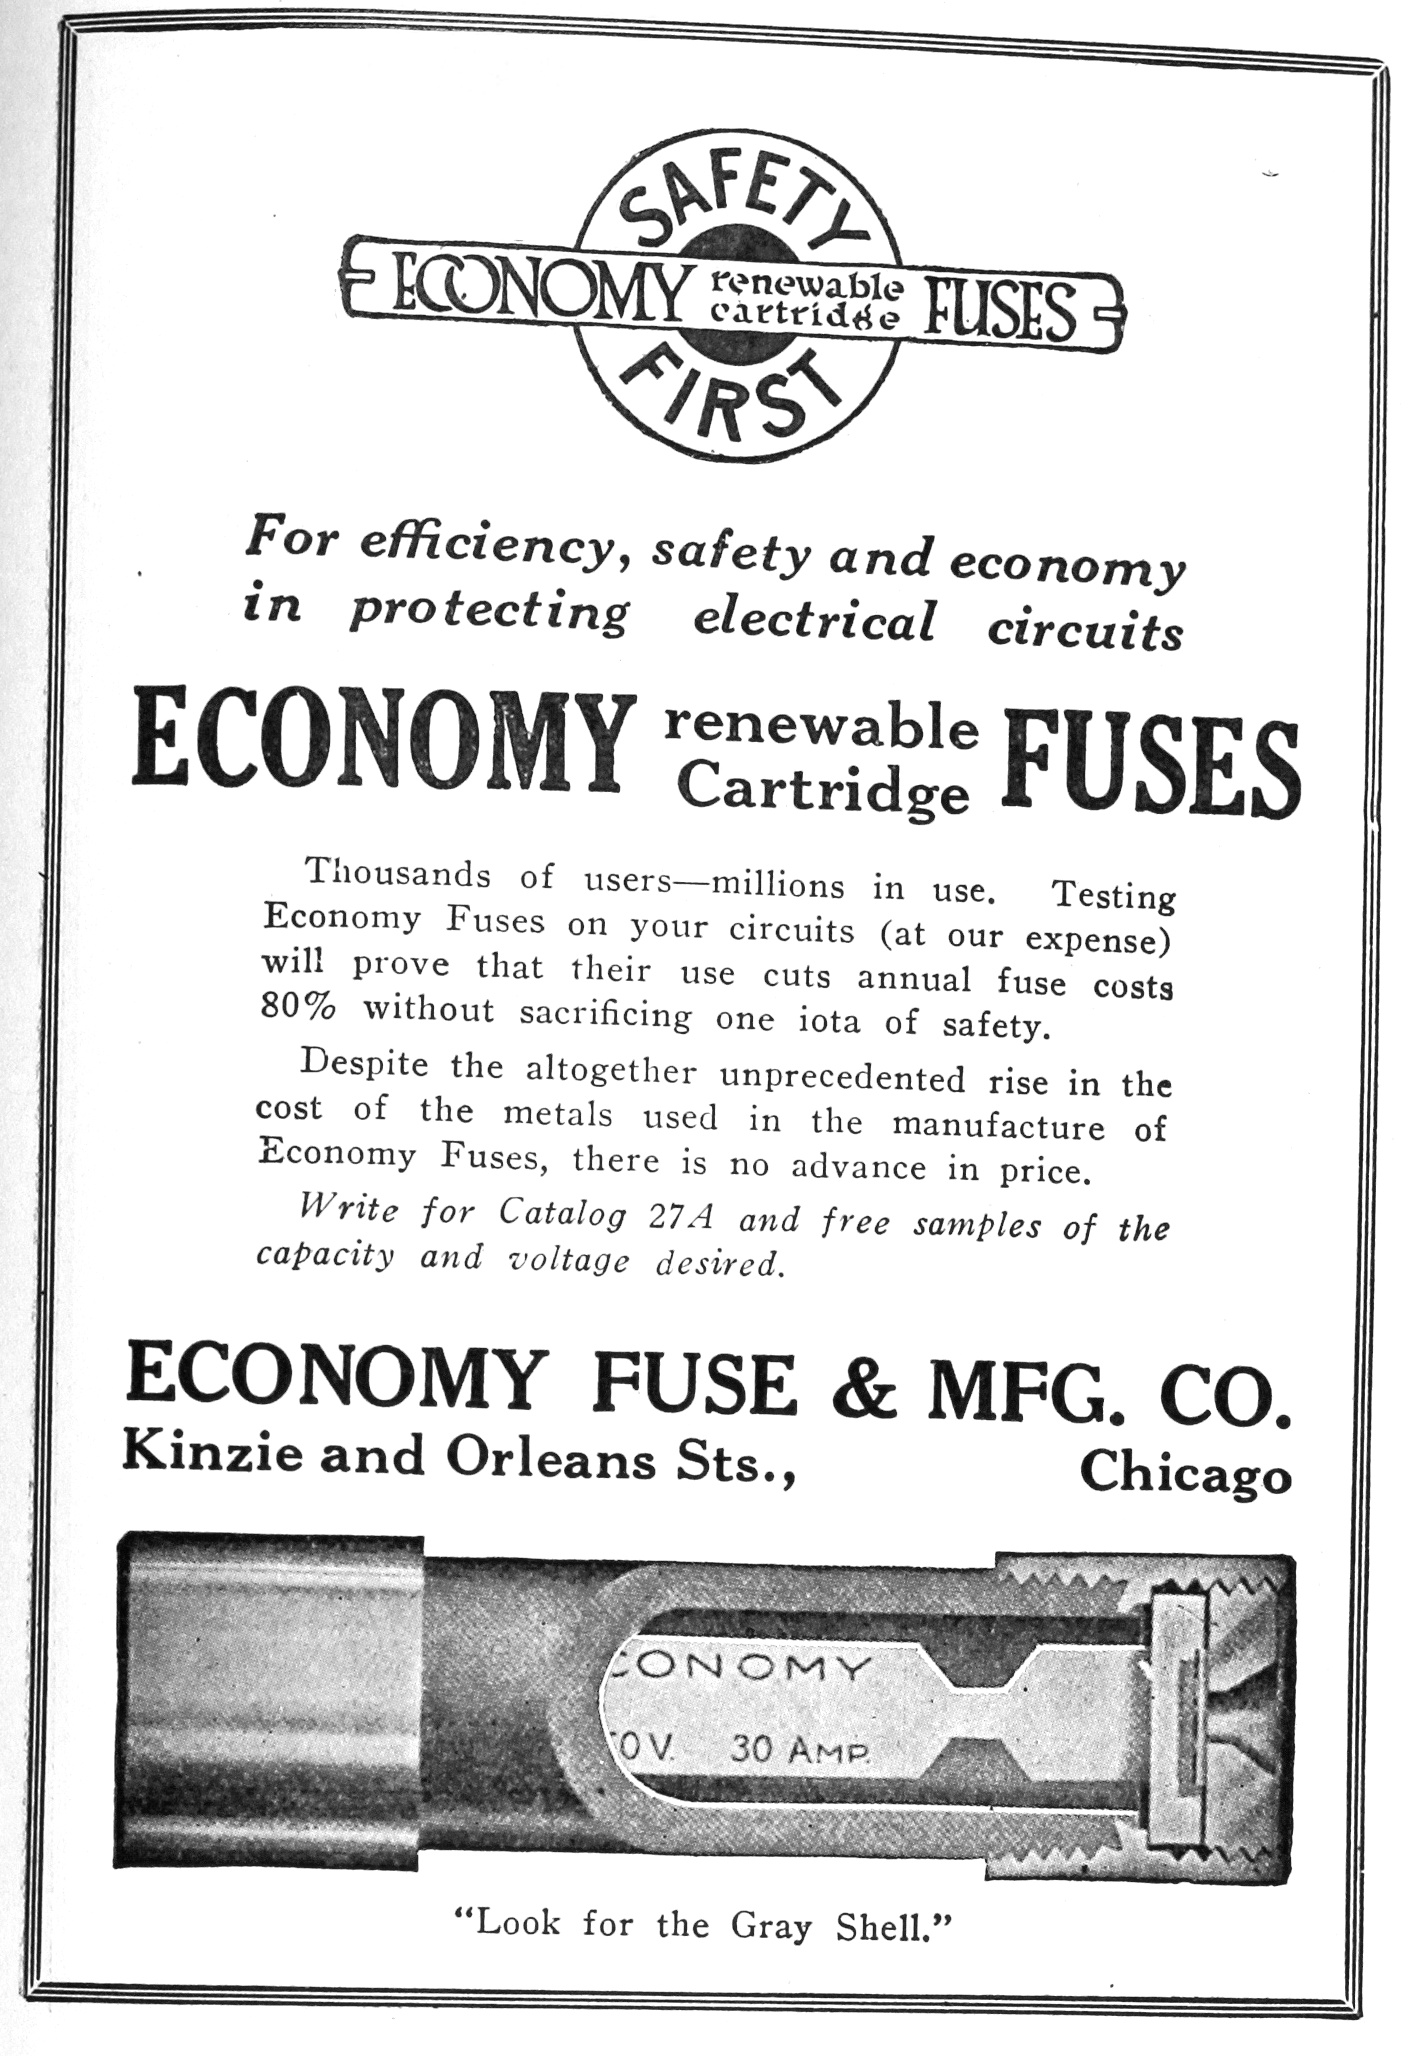 SAFETY
ECONOMY renewable cartridge FUSES
FIRST
For efficiency, safety and economy
in protecting electrical circuits
ECONOMY renewable Cartridge FUSES
Thousands of users—millions in use. Testing
Economy Fuses on your circuits (at our expense)
will prove that their use cuts annual fuse costs
80% without sacrificing one iota of safety.
Despite the altogether unprecedented rise in the
cost of the metals used in the manufacture of
Economy Fuses, there is no advance in price.
Write for Catalog 27A and free samples of the
capacity and voltage desired.
ECONOMY FUSE & MFG. CO.
Kinzie and Orleans Sts., Chicago
CONOMY
0 V. 30 AMP.
“Look for the Gray Shell.”